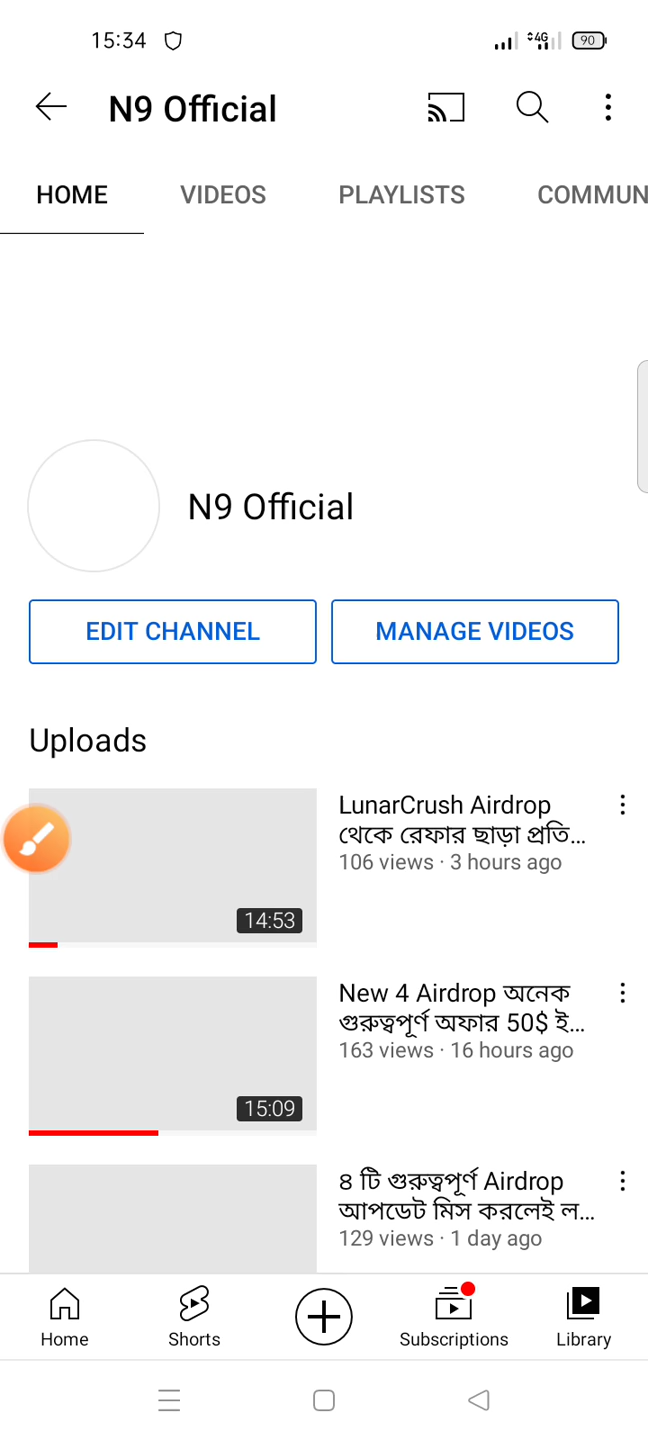 15:34
4G
90
N9 Official
HOME
VIDEOS
PLAYLISTS
COMMUN
N9 Official
EDIT CHANNEL
MANAGE VIDEOS
Uploads
LunarCrush Airdrop
থেকে রেফার ছাড়া প্রতি...
106 views · 3 hours ago
14:53
New 4 Airdrop অনেক
গুরুত্বপূর্ণ অফার 50$ ই...
163 views · 16 hours ago
15:09
৪ টি গুরুত্বপূর্ণ Airdrop
আপডেট মিস করলেই ল...
129 views · 1 day ago
Home
Shorts
Subscriptions
Library